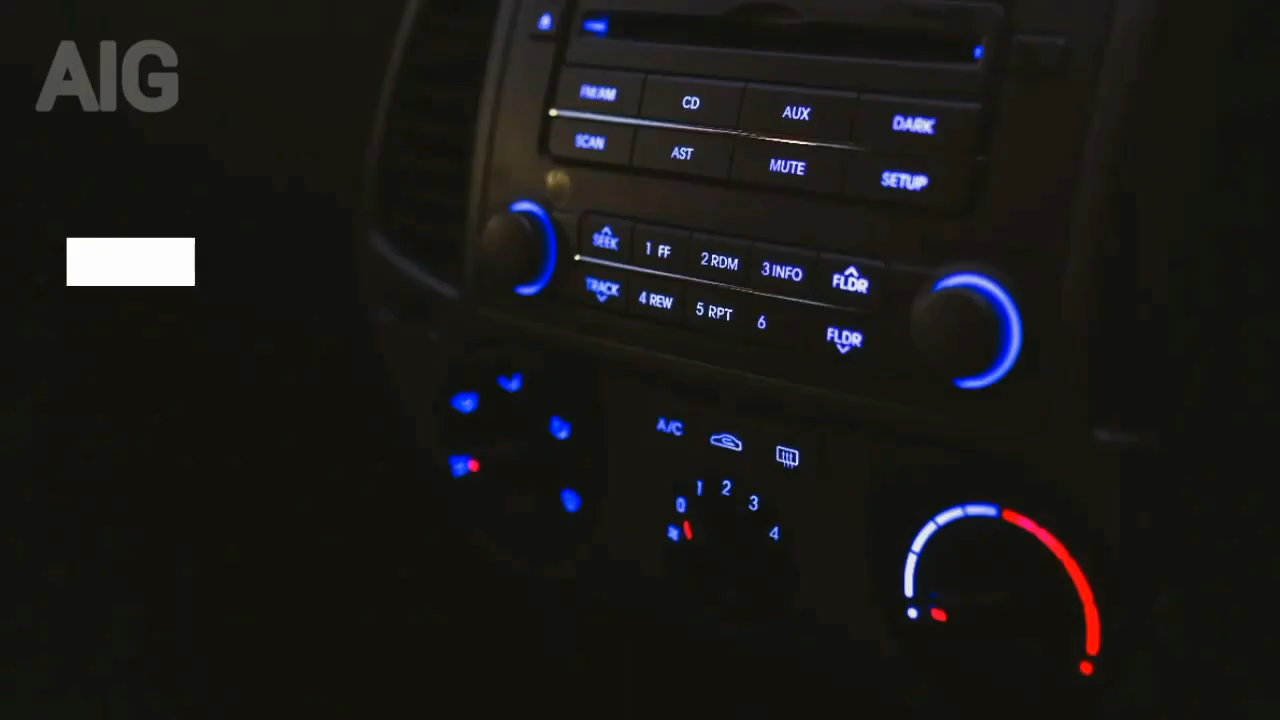 AIG
FM/AM CD AUX DARK
SCAN AST MUTE SETUP
SEEK 1 FF 2 RDM 3 INFO FLDR
TRACK 4 REW 5 RPT 6 FLDR
A/C
0 1 2 3 4